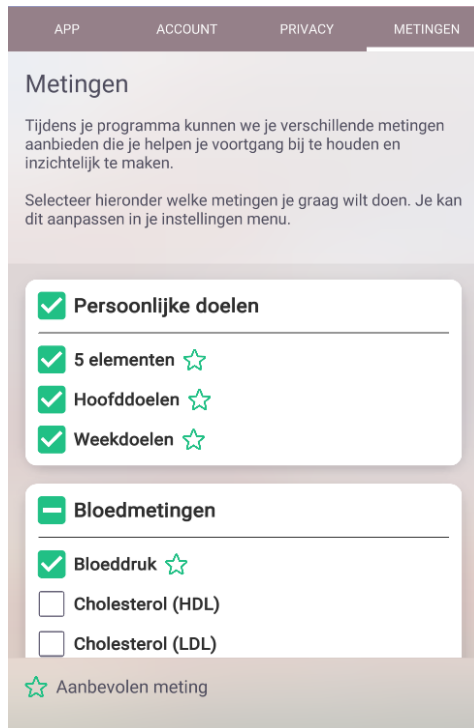 APP ACCOUNT PRIVACY METINGEN
Metingen
Tijdens je programma kunnen we je verschillende metingen
aanbieden die je helpen je voortgang bij te houden en
inzichtelijk te maken.
Selecteer hieronder welke metingen je graag wilt doen. Je kan
dit aanpassen in je instellingen menu.
Persoonlijke doelen
5 elementen
Hoofddoelen
Weekdoelen
Bloedmetingen
Bloeddruk
Cholesterol (HDL)
Cholesterol (LDL)
Aanbevolen meting